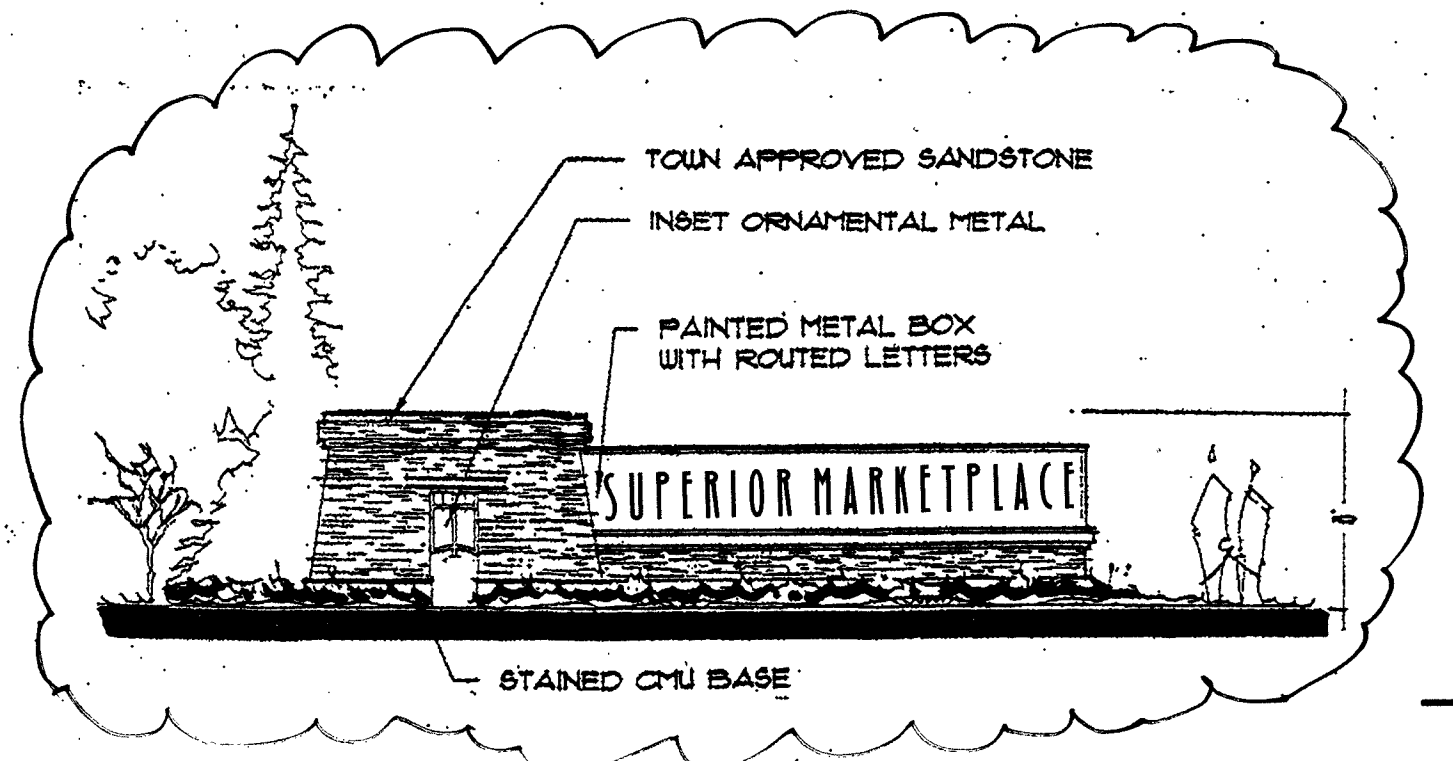 TOWN APPROVED SANDSTONE
INSET ORNAMENTAL METAL
PAINTED METAL BOX
WITH ROUTED LETTERS
SUPERIOR MARKETPLACE
STAINED CMU BASE